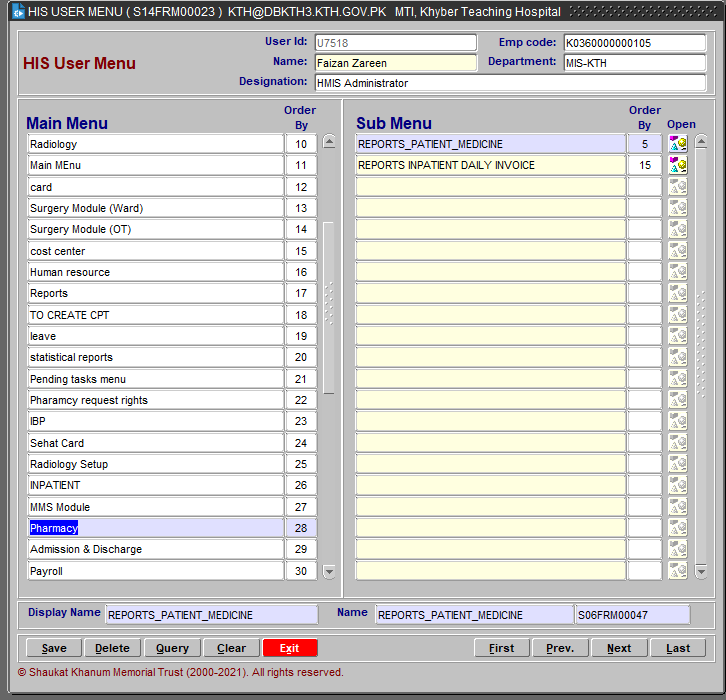 HIS USER MENU ( S14FRM00023 ) KTH@DBKTH3.KTH.GOV.PK MTI, Khyber Teaching Hospital
User Id: U7518 Emp code: K0360000000105
HIS User Menu
Name: Faizan Zareen Department: MIS-KTH
Designation: HMIS Administrator
Main Menu Order By
Sub Menu Order By Open
Radiology 10 REPORTS_PATIENT_MEDICINE 5
Main MEnu 11 REPORTS INPATIENT DAILY INVOICE 15
card 12
Surgery Module (Ward) 13
Surgery Module (OT) 14
cost center 15
Human resource 16
Reports 17
TO CREATE CPT 18
leave 19
statistical reports 20
Pending tasks menu 21
Pharamcy request rights 22
IBP 23
Sehat Card 24
Radiology Setup 25
INPATIENT 26
MMS Module 27
Pharmacy 28
Admission & Discharge 29
Payroll 30
Display Name REPORTS_PATIENT_MEDICINE Name REPORTS_PATIENT_MEDICINE S06FRM00047
Save Delete Query Clear Exit First Prev. Next Last
© Shaukat Khanum Memorial Trust (2000-2021). All rights reserved.